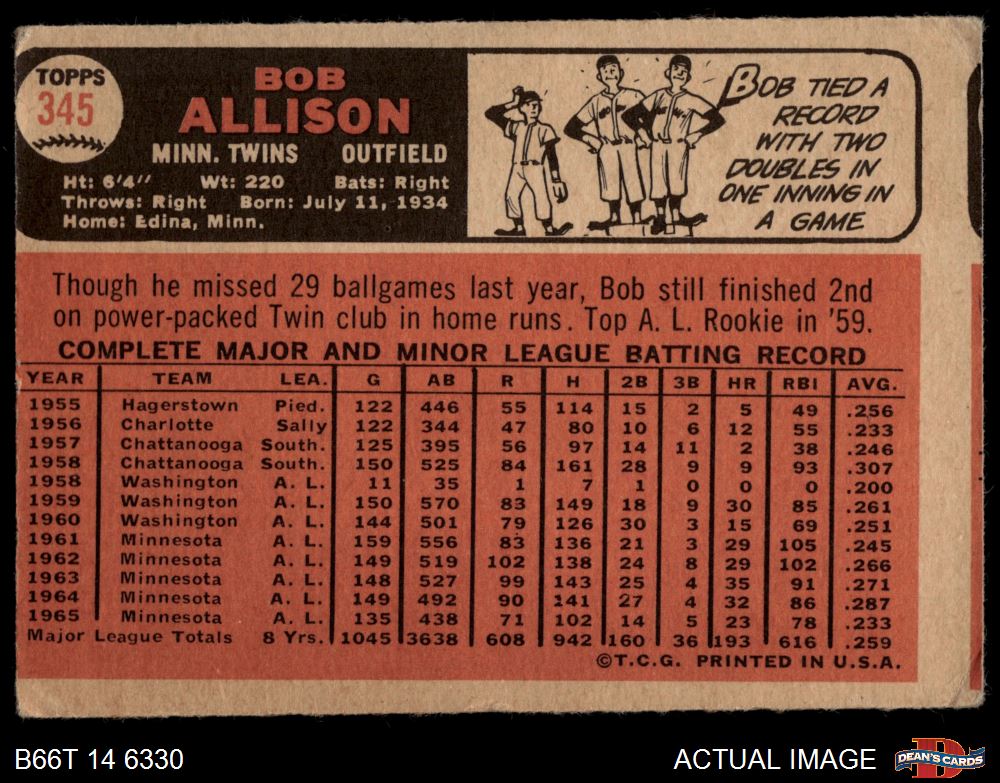 TOPPS
345
BOB
ALLISON
MINN. TWINS OUTFIELD
Ht: 6'4'' Wt: 220 Bats: Right
Throws: Right Born: July 11, 1934
Home: Edina, Minn.
BOB TIED A
RECORD
WITH TWO
DOUBLES IN
ONE INNING IN
A GAME
Though he missed 29 ballgames last year, Bob still finished 2nd
on power-packed Twin club in home runs. Top A. L. Rookie in '59.
COMPLETE MAJOR AND MINOR LEAGUE BATTING RECORD
YEAR TEAM LEA. G AB R H 2B 3B HR RBI AVG.
1955 Hagerstown Pied. 122 446 55 114 15 2 5 49 .256
1956 Charlotte Sally 122 344 47 80 10 6 12 55 .233
1957 Chattanooga South. 125 395 56 97 14 11 2 38 .246
1958 Chattanooga South. 150 525 84 161 28 9 9 93 .307
1958 Washington A. L. 11 35 1 7 1 0 0 0 .200
1959 Washington A. L. 150 570 83 149 18 9 30 85 .261
1960 Washington A. L. 144 501 79 126 30 3 15 69 .251
1961 Minnesota A. L. 159 556 83 136 21 3 29 105 .245
1962 Minnesota A. L. 149 519 102 138 24 8 29 102 .266
1963 Minnesota A. L. 148 527 99 143 25 4 35 91 .271
1964 Minnesota A. L. 149 492 90 141 27 4 32 86 .287
1965 Minnesota A. L. 135 438 71 102 14 5 23 78 .233
Major League Totals 8 Yrs. 1045 3638 608 942 160 36 193 616 .259
©T.C.G. PRINTED IN U.S.A.
B66T 14 6330
ACTUAL IMAGE
D
DEAN'S CARDS